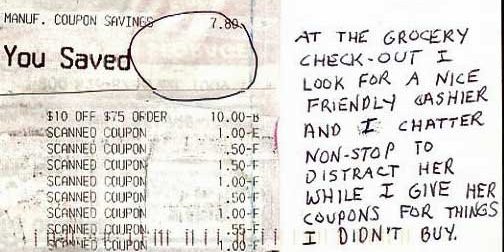 MANUF. COUPON SAVINGS 7.80
You Saved
$10 OFF $75 ORDER 10.00-B
SCANNED COUPON 1.00-E
SCANNED COUPON .50-F
SCANNED COUPON .50-F
SCANNED COUPON 1.00-F
SCANNED COUPON .50-F
SCANNED COUPON .50-F
SCANNED COUPON 1.00-F
SCANNED COUPON .55-F
SCANNED COUPON 1.00-F
AT THE GROCERY
CHECK-OUT I
LOOK FOR A NICE
FRIENDLY CASHIER
AND I CHATTER
NON-STOP TO
DISTRACT HER
WHILE I GIVE HER
COUPONS FOR THINGS
I DIDN'T BUY.